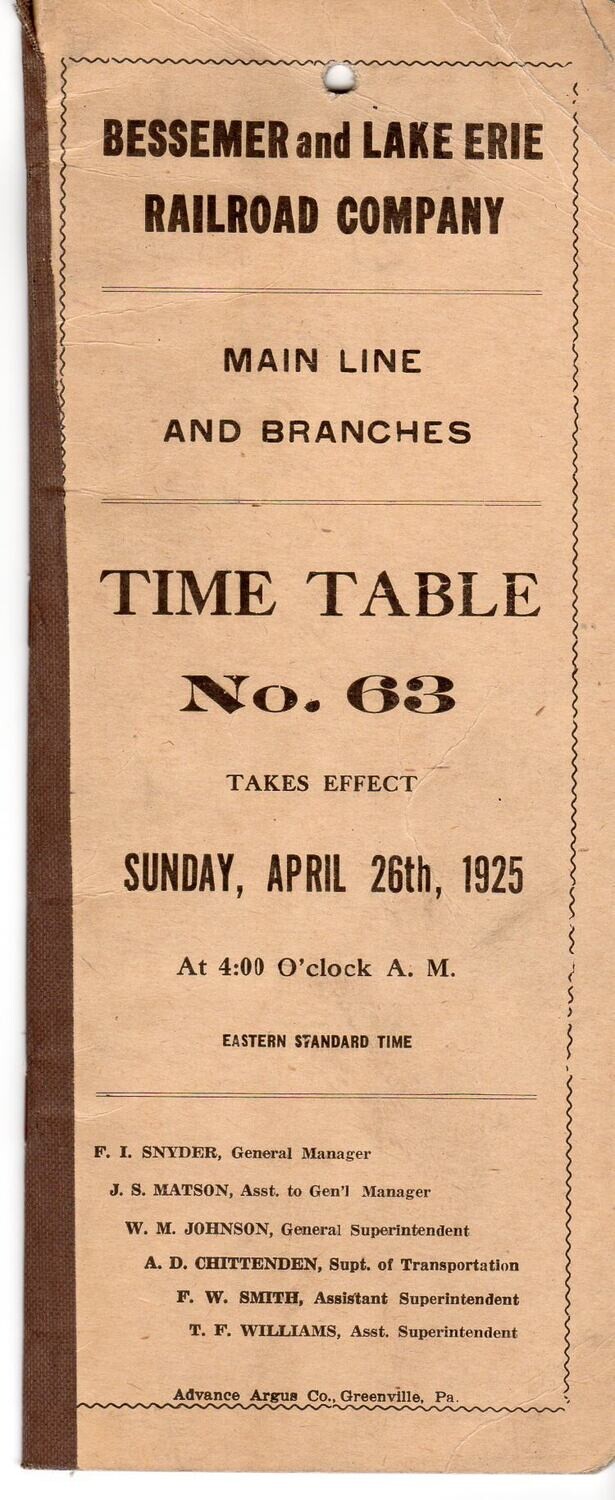 BESSEMER and LAKE ERIE
RAILROAD COMPANY
MAIN LINE
AND BRANCHES
TIME TABLE
No. 63
TAKES EFFECT
SUNDAY, APRIL 26th, 1925
At 4:00 O'clock A. M.
EASTERN STANDARD TIME
F. I. SNYDER, General Manager
J. S. MATSON, Asst. to Gen'l Manager
W. M. JOHNSON, General Superintendent
A. D. CHITTENDEN, Supt. of Transportation
F. W. SMITH, Assistant Superintendent
T. F. WILLIAMS, Asst. Superintendent
Advance Argus Co., Greenville, Pa.